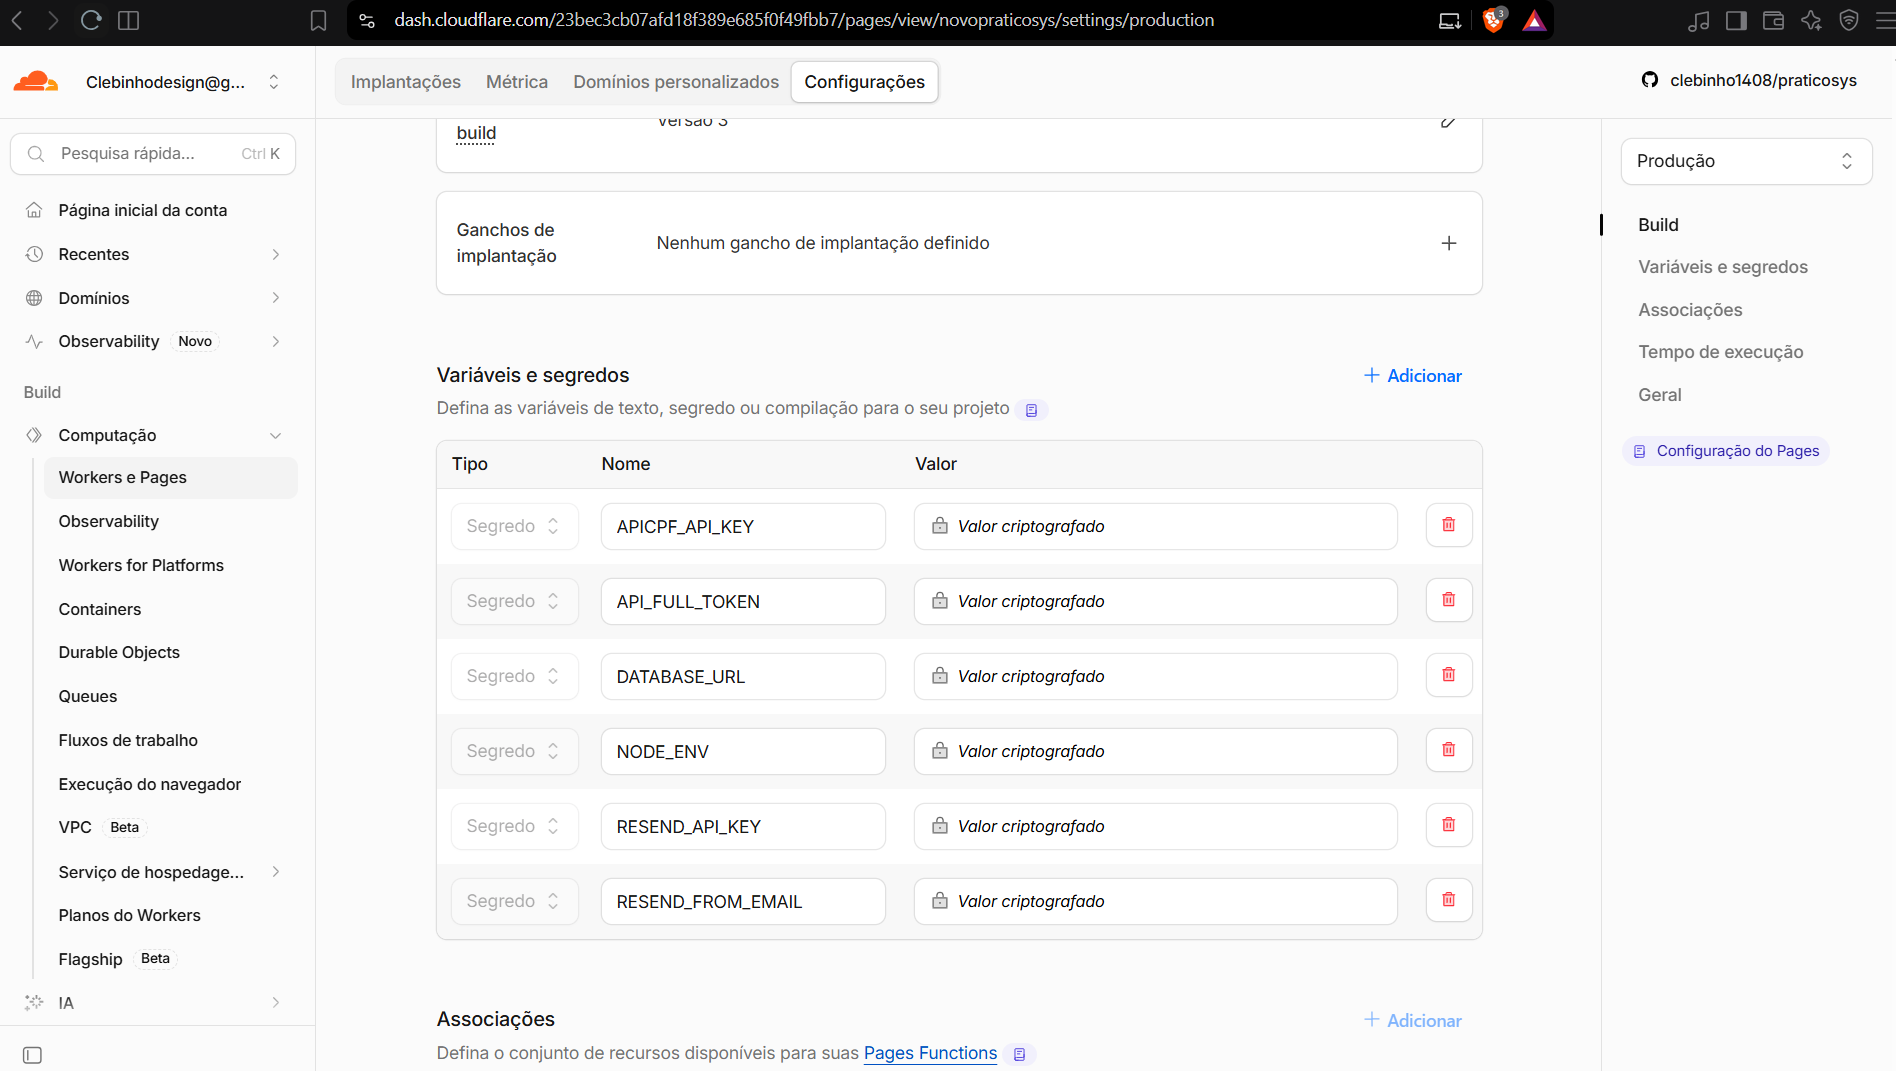 dash.cloudflare.com/23bec3cb07afd18f389e685f0f49fbb7/pages/view/novopraticosys/settings/production
3
Clebinhodesign@g...
Implantações
Métrica
Domínios personalizados
Configurações
clebinho1408/praticosys
Pesquisa rápida...
Ctrl K
Página inicial da conta
Recentes
Domínios
Observability
Novo
Build
Computação
Workers e Pages
Observability
Workers for Platforms
Containers
Durable Objects
Queues
Fluxos de trabalho
Execução do navegador
VPC
Beta
Serviço de hospedage...
Planos do Workers
Flagship
Beta
IA
build
Versão 3
Ganchos de
implantação
Nenhum gancho de implantação definido
Variáveis e segredos
Adicionar
Defina as variáveis de texto, segredo ou compilação para o seu projeto
Tipo
Nome
Valor
Segredo
APICPF_API_KEY
Valor criptografado
Segredo
API_FULL_TOKEN
Valor criptografado
Segredo
DATABASE_URL
Valor criptografado
Segredo
NODE_ENV
Valor criptografado
Segredo
RESEND_API_KEY
Valor criptografado
Segredo
RESEND_FROM_EMAIL
Valor criptografado
Associações
Adicionar
Defina o conjunto de recursos disponíveis para suas Pages Functions
Produção
Build
Variáveis e segredos
Associações
Tempo de execução
Geral
Configuração do Pages